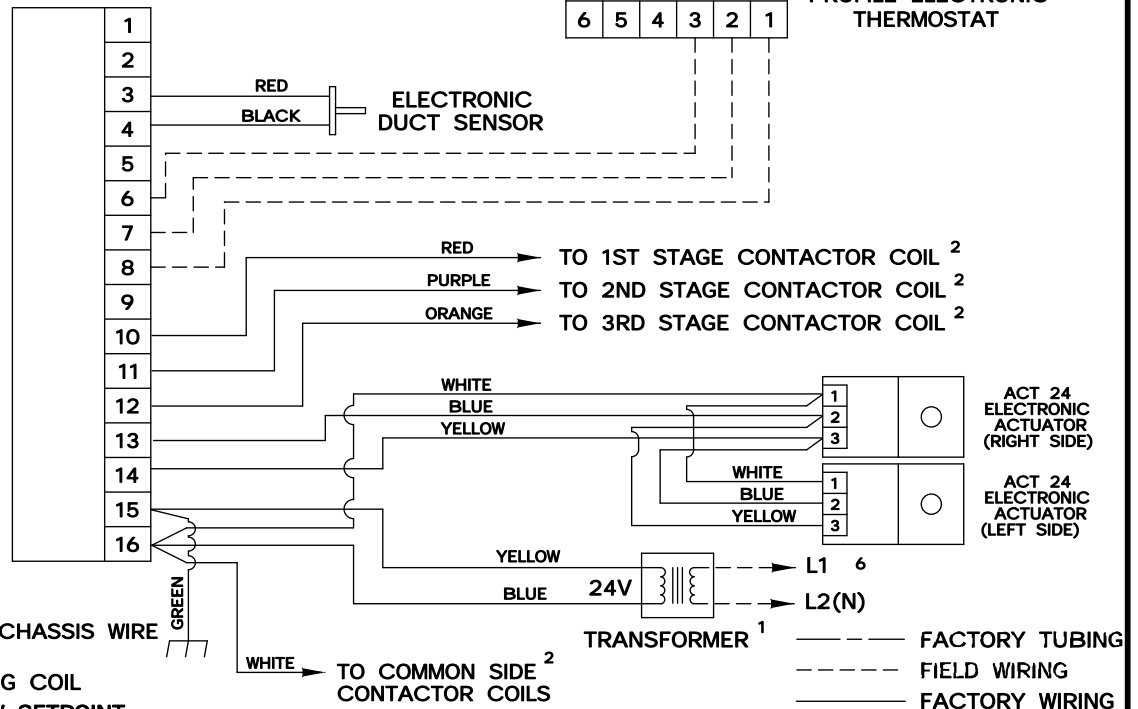 PROFILE ELECTRONIC
THERMOSTAT
6 5 4 3 2 1
1
2
3
4
5
6
7
8
9
10
11
12
13
14
15
16
RED
BLACK
ELECTRONIC
DUCT SENSOR
RED
TO 1ST STAGE CONTACTOR COIL 2
PURPLE
TO 2ND STAGE CONTACTOR COIL 2
ORANGE
TO 3RD STAGE CONTACTOR COIL 2
WHITE
BLUE
YELLOW
1
2
3
ACT 24
ELECTRONIC
ACTUATOR
(RIGHT SIDE)
WHITE
BLUE
YELLOW
1
2
3
ACT 24
ELECTRONIC
ACTUATOR
(LEFT SIDE)
YELLOW
BLUE
24V
L1 6
L2(N)
TRANSFORMER 1
GREEN
CHASSIS WIRE
WHITE
TO COMMON SIDE 2
CONTACTOR COILS
G COIL
SETPOINT
FACTORY TUBING
FIELD WIRING
FACTORY WIRING